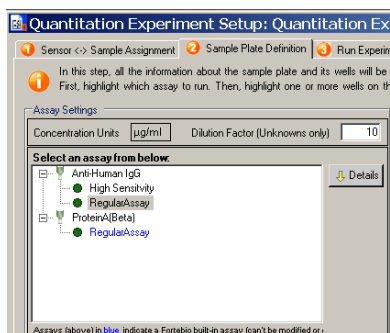 Quantitation Experiment Setup: Quantitation Ex
1 Sensor <-> Sample Assignment 2 Sample Plate Definition 3 Run Experim
In this step, all the information about the sample plate and its wells will be
First, highlight which assay to run. Then, highlight one or more wells on th
Assay Settings
Concentration Units µg/ml Dilution Factor (Unknowns only) 10
Select an assay from below:
Anti-Human IgG
High Sensitvity
RegularAssay
ProteinA(Beta)
RegularAssay
Details
Assays (above) in blue indicate a Fortebio built-in assay (can't be modified or